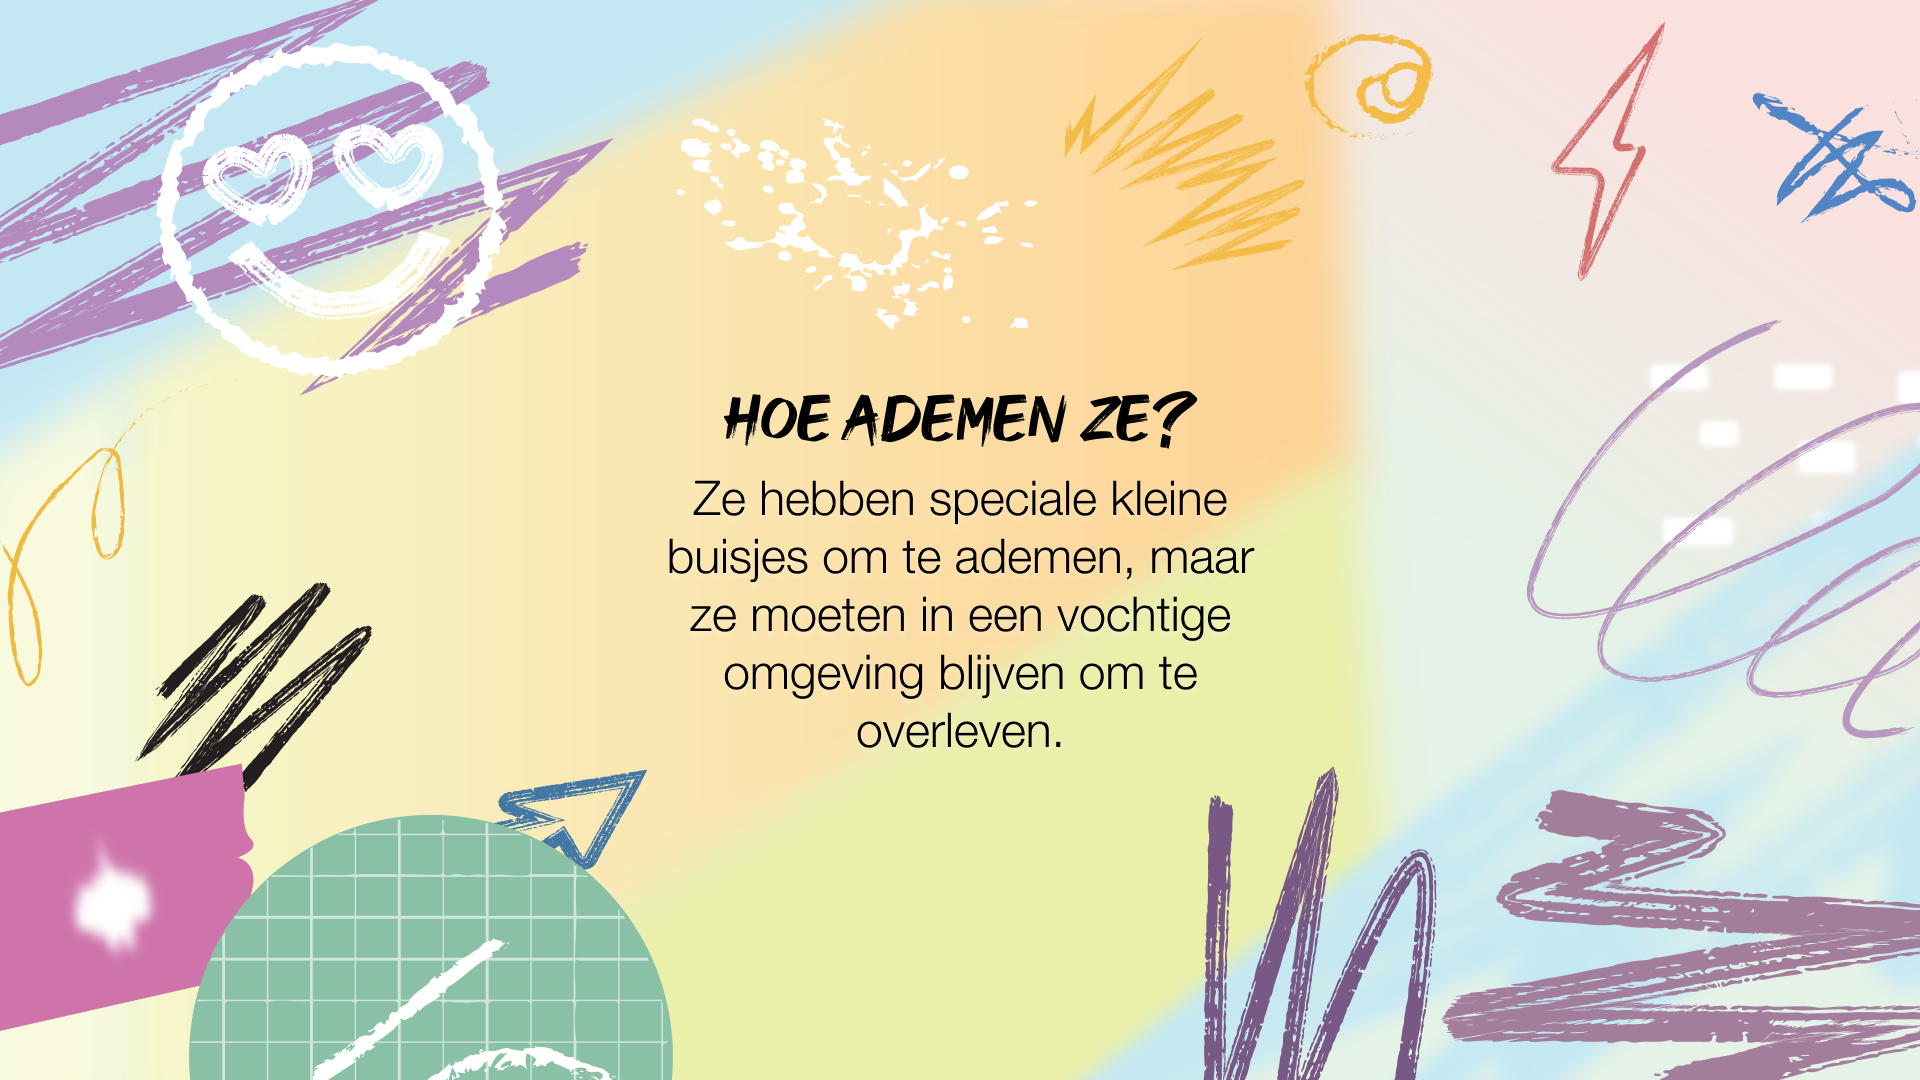 HOE ADEMEN ZE?
Ze hebben speciale kleine
buisjes om te ademen, maar
ze moeten in een vochtige
omgeving blijven om te
overleven.